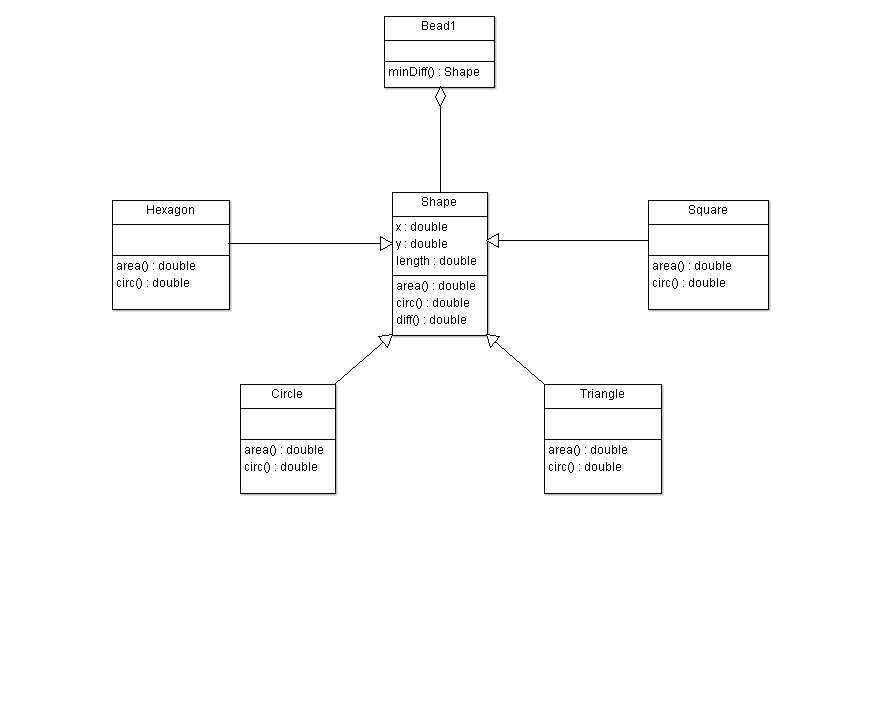 Bead1
minDiff() : Shape
Hexagon
area() : double
circ() : double
Shape
x : double
y : double
length : double
area() : double
circ() : double
diff() : double
Square
area() : double
circ() : double
Circle
area() : double
circ() : double
Triangle
area() : double
circ() : double